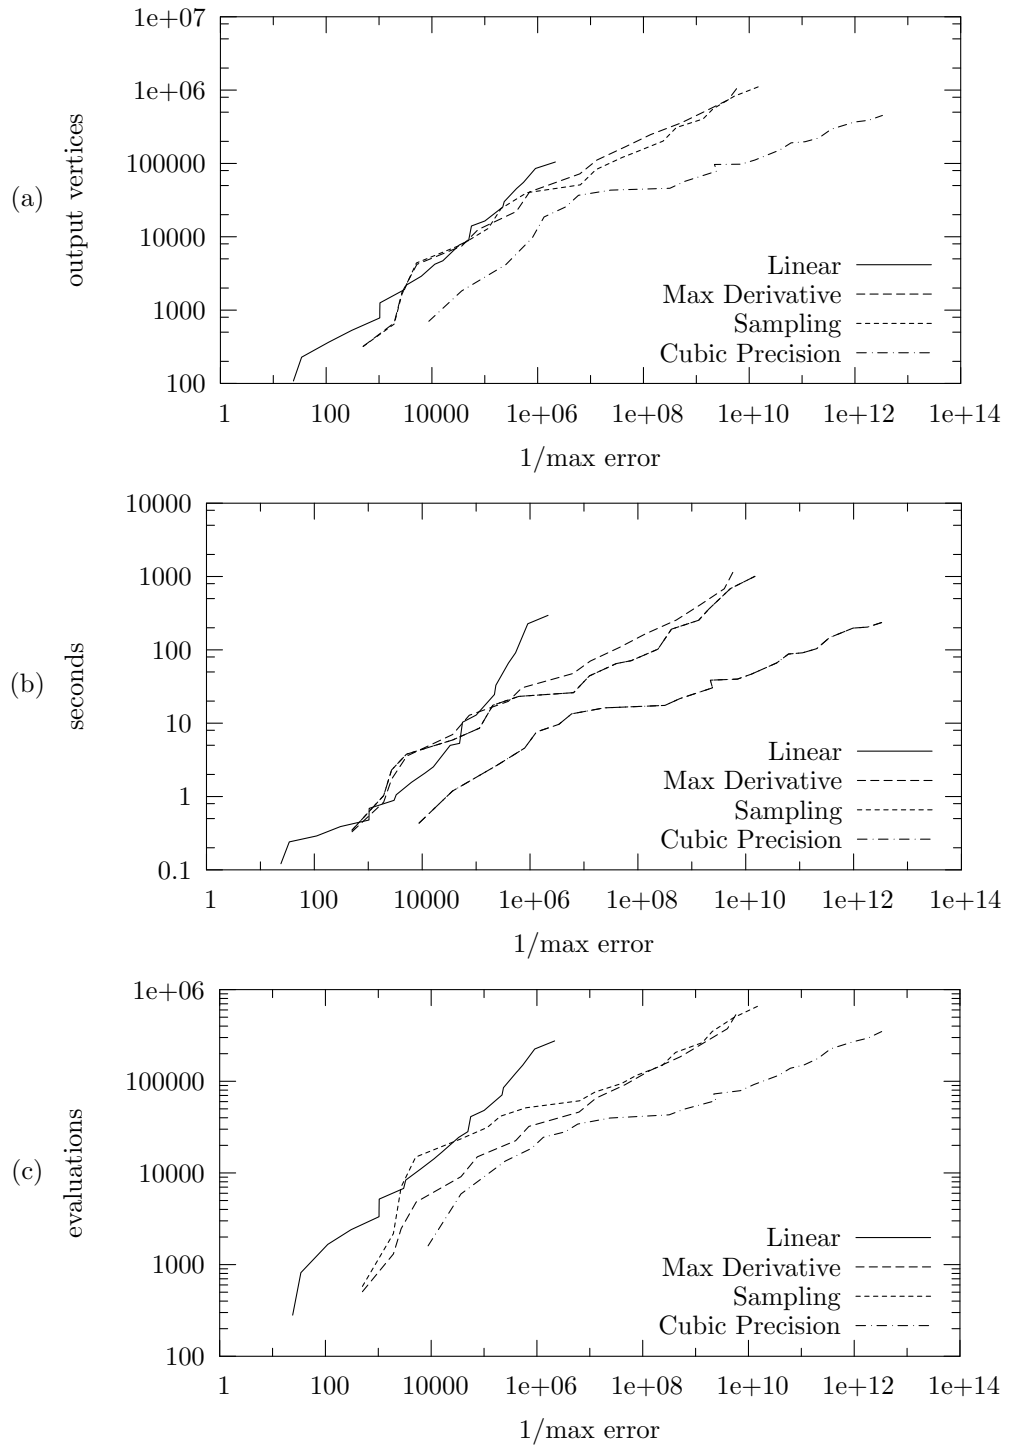 1e+07
1e+06
100000
10000
1000
100
(a)
output vertices
Linear
Max Derivative
Sampling
Cubic Precision
1 100 10000 1e+06 1e+08 1e+10 1e+12 1e+14
1/max error
10000
1000
100
10
1
0.1
(b)
seconds
Linear
Max Derivative
Sampling
Cubic Precision
1 100 10000 1e+06 1e+08 1e+10 1e+12 1e+14
1/max error
1e+06
100000
10000
1000
100
(c)
evaluations
Linear
Max Derivative
Sampling
Cubic Precision
1 100 10000 1e+06 1e+08 1e+10 1e+12 1e+14
1/max error